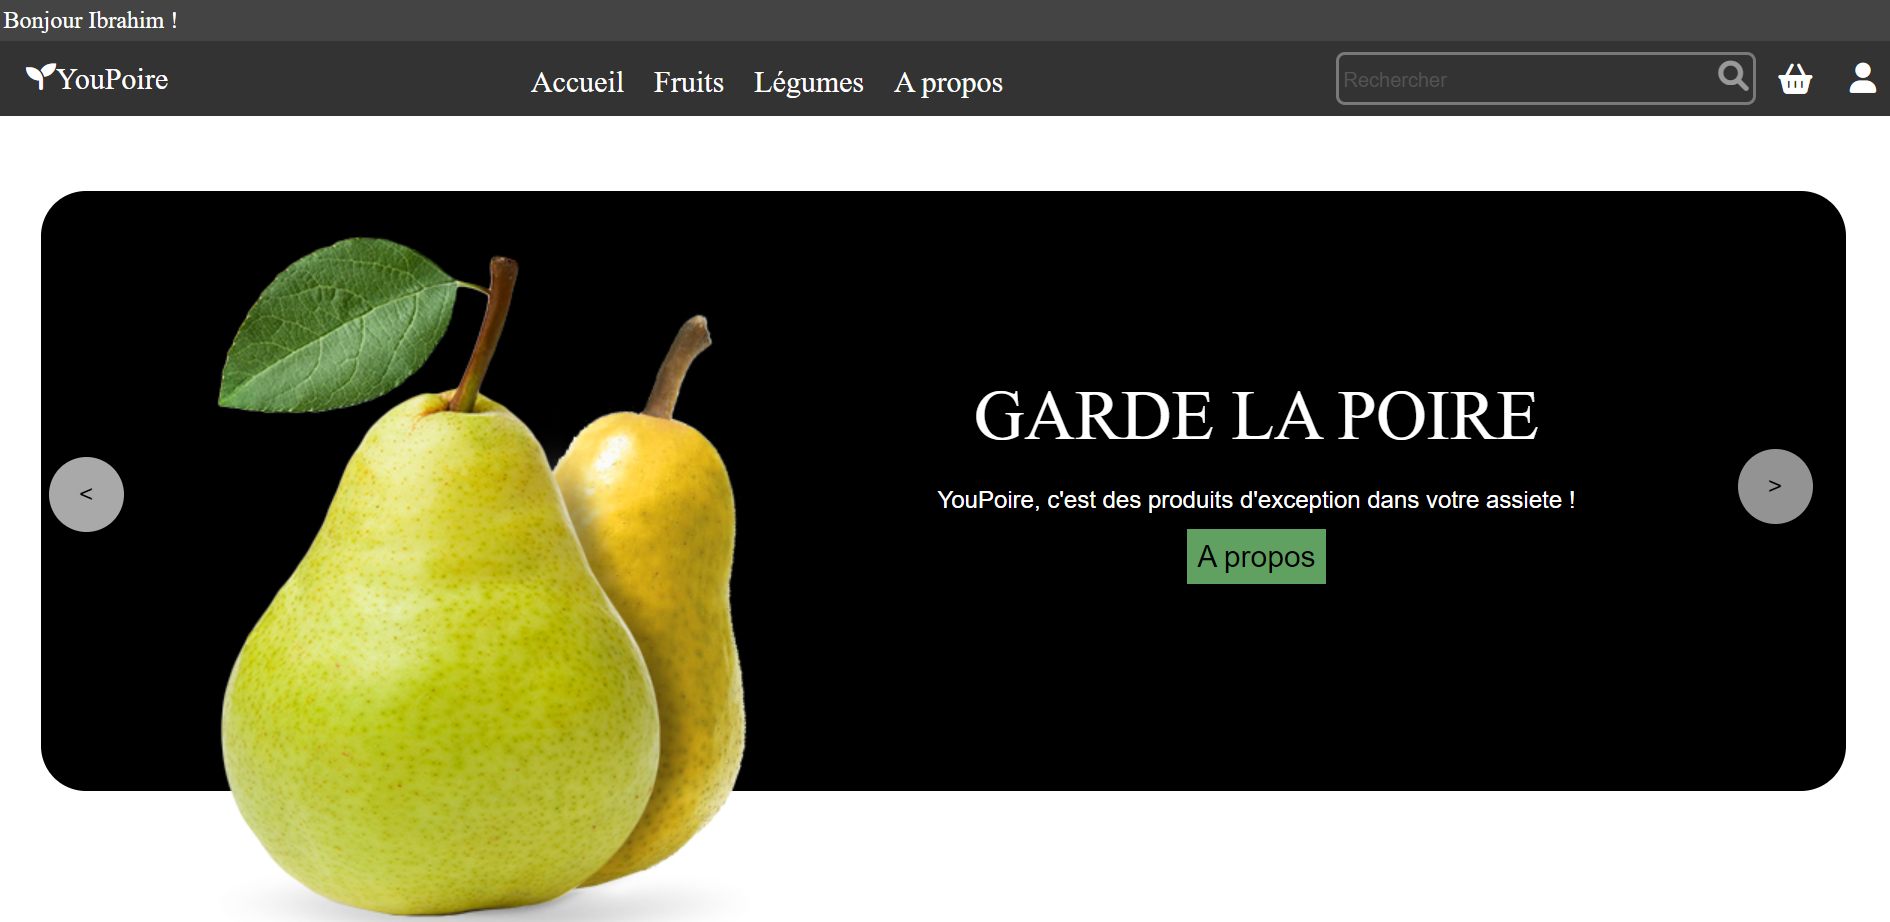 Bonjour Ibrahim !
YouPoire
Accueil Fruits Légumes A propos
Rechercher
GARDE LA POIRE
< >
YouPoire, c'est des produits d'exception dans votre assiete !
A propos